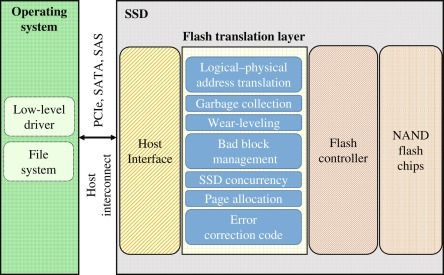 Operating
system
Low-level
driver
File
system
PCIe, SATA, SAS
Host
interconnect
SSD
Host
Interface
Flash translation layer
Logical–physical
address translation
Garbage collection
Wear-leveling
Bad block
management
SSD concurrency
Page allocation
Error
correction code
Flash
controller
NAND
flash
chips